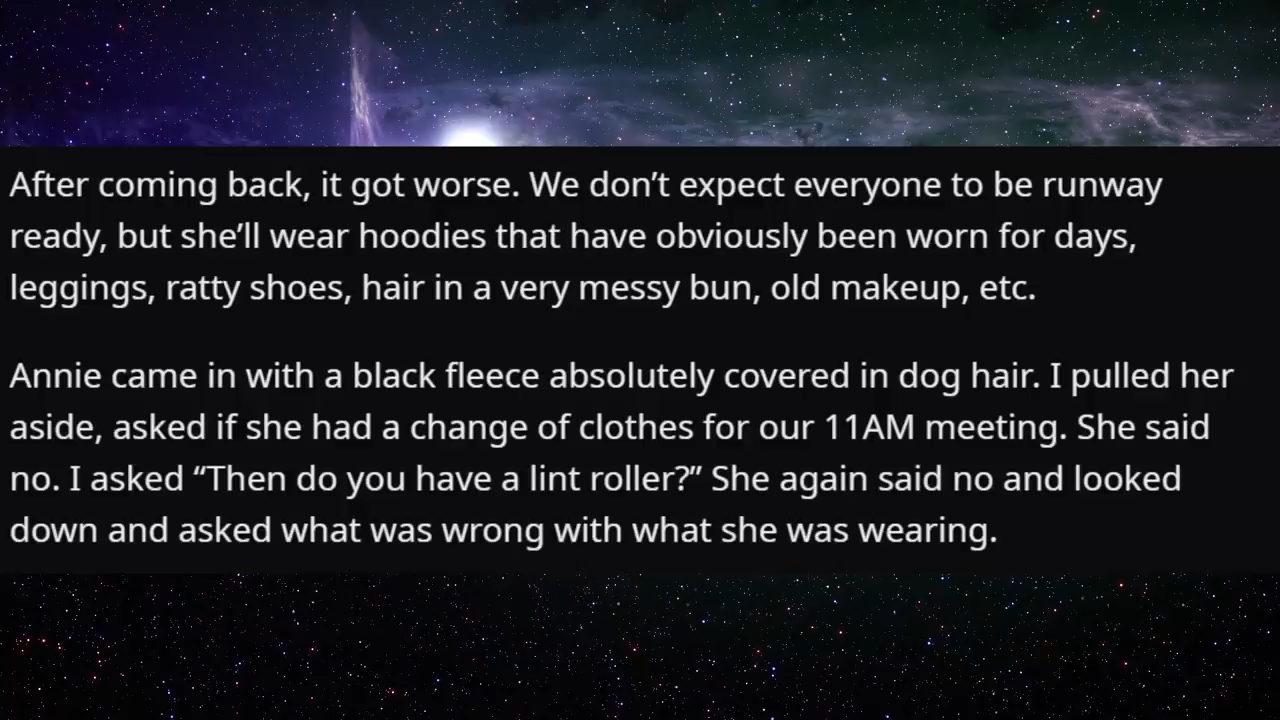 After coming back, it got worse. We don’t expect everyone to be runway
ready, but she’ll wear hoodies that have obviously been worn for days,
leggings, ratty shoes, hair in a very messy bun, old makeup, etc.
Annie came in with a black fleece absolutely covered in dog hair. I pulled her
aside, asked if she had a change of clothes for our 11AM meeting. She said
no. I asked “Then do you have a lint roller?” She again said no and looked
down and asked what was wrong with what she was wearing.